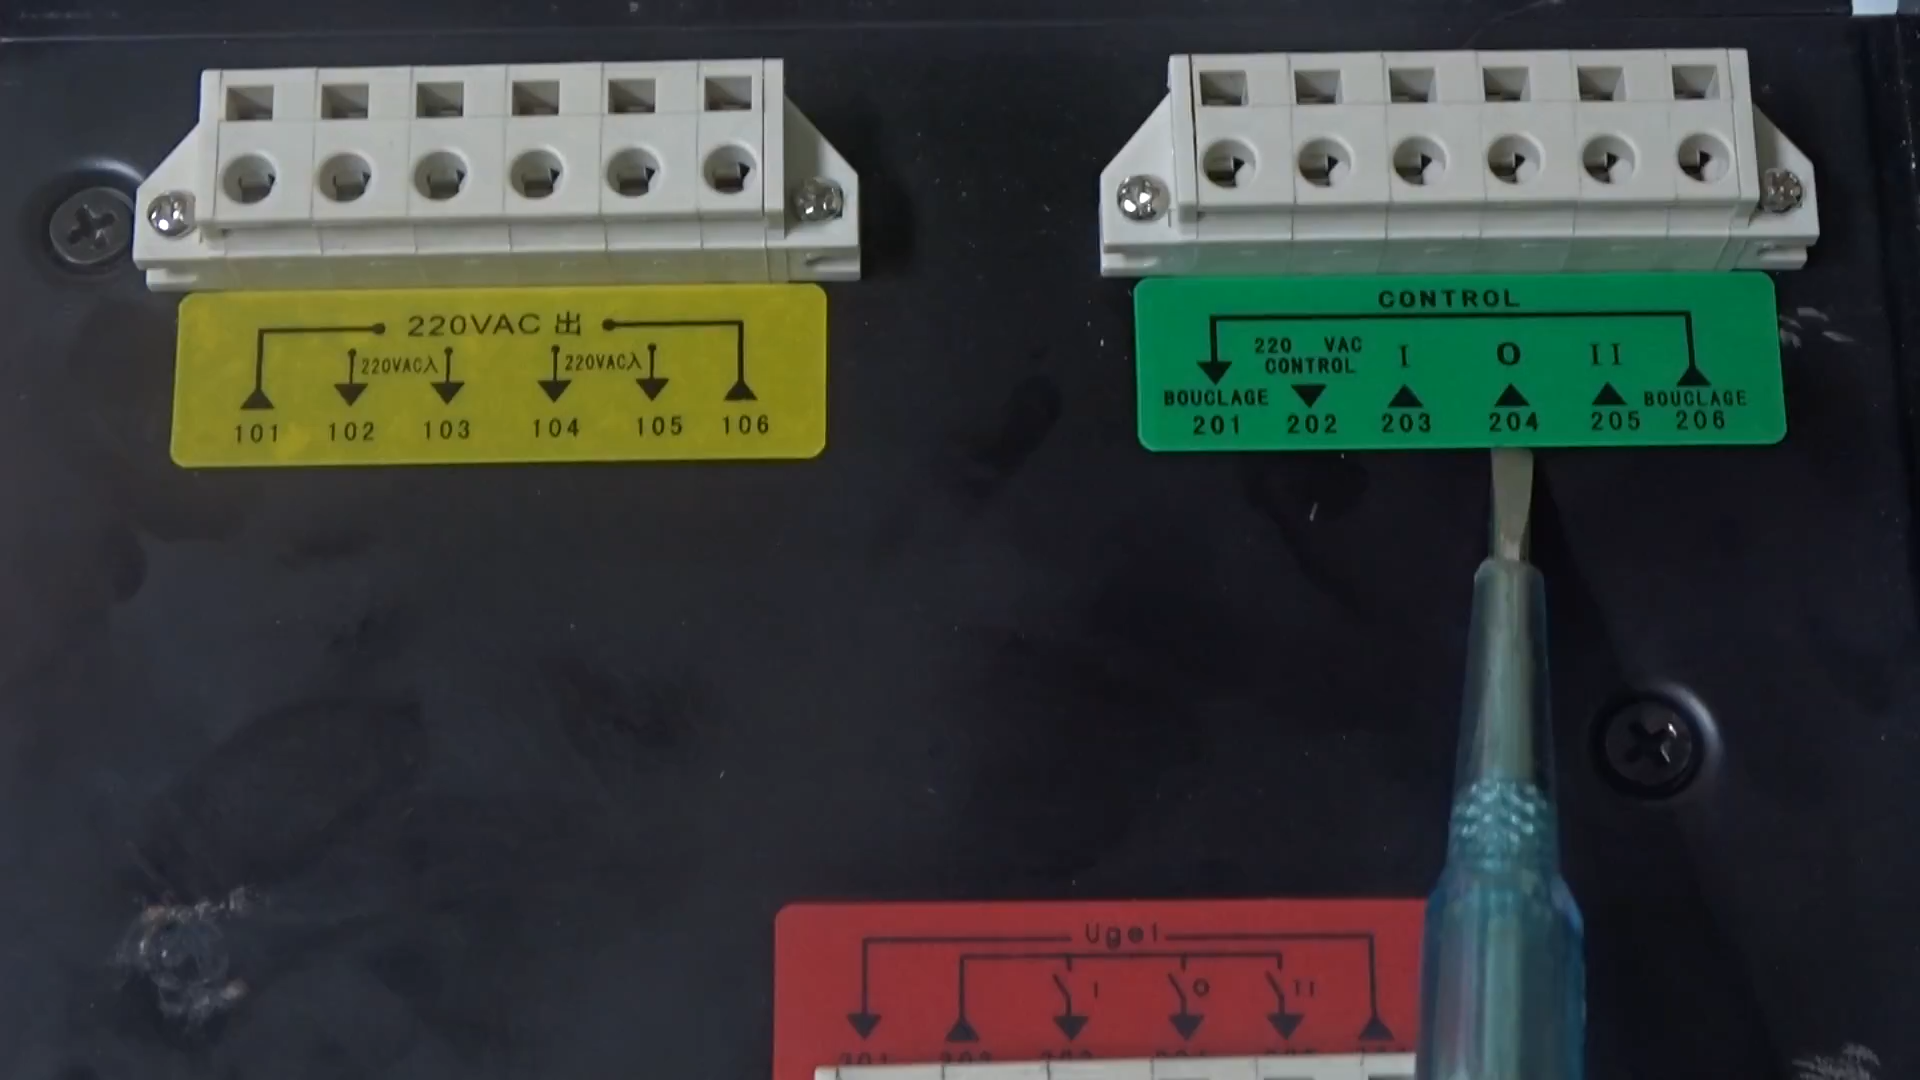 220VAC 出
220VAC入 220VAC入
101 102 103 104 105 106
CONTROL
220 VAC
CONTROL
I O II
BOUCLAGE BOUCLAGE
201 202 203 204 205 206
Uge1
I O II